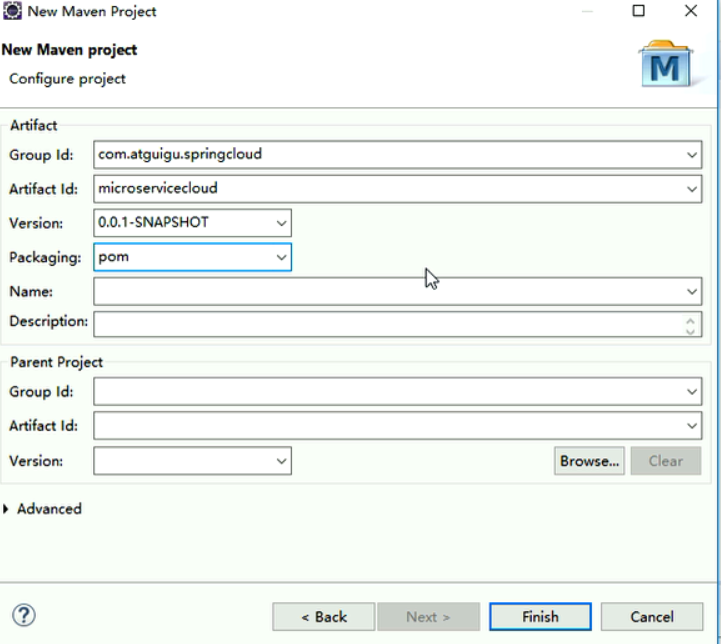 New Maven Project
New Maven project
Configure project
M
Artifact
Group Id: com.atguigu.springcloud
Artifact Id: microservicecloud
Version: 0.0.1-SNAPSHOT
Packaging: pom
Name:
Description:
Parent Project
Group Id:
Artifact Id:
Version: Browse... Clear
Advanced
? < Back Next > Finish Cancel